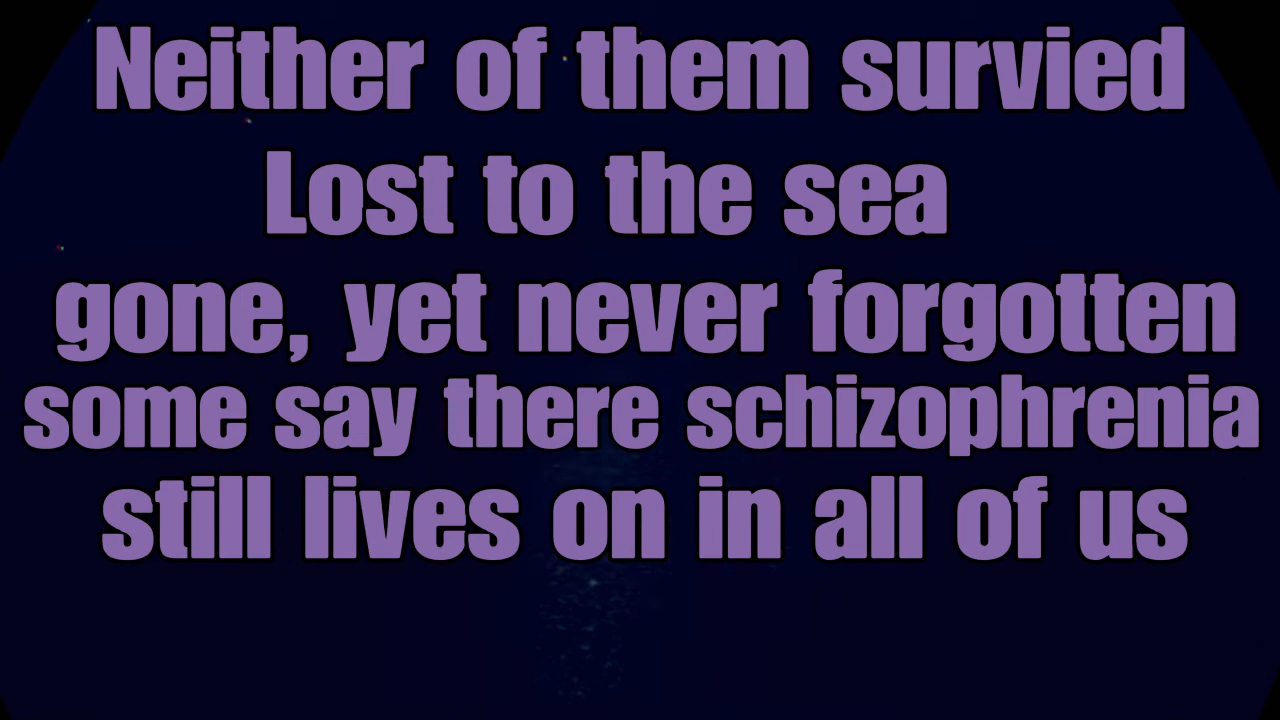 Neither of them survied
Lost to the sea
gone, yet never forgotten
some say there schizophrenia
still lives on in all of us